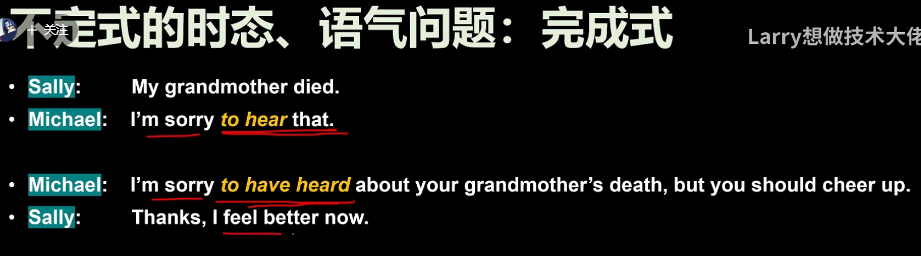 不定式的时态、语气问题：完成式
+ 关注
Larry想做技术大佬
• Sally: My grandmother died.
• Michael: I’m sorry to hear that.
• Michael: I’m sorry to have heard about your grandmother’s death, but you should cheer up.
• Sally: Thanks, I feel better now.